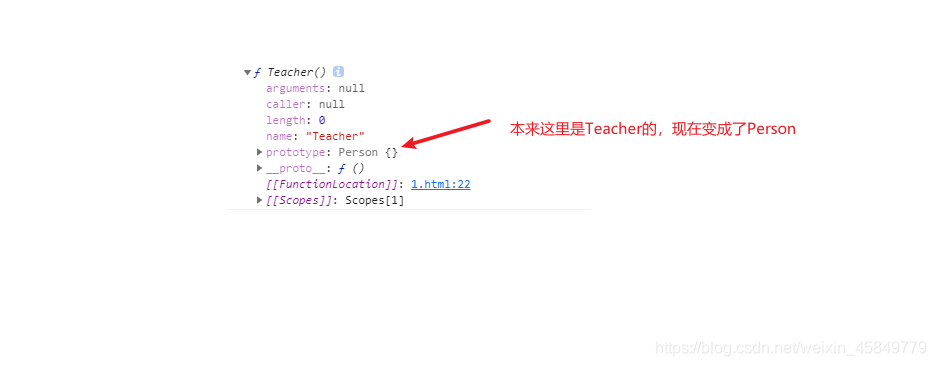 ▼ƒ Teacher() i
arguments: null
caller: null
length: 0
name: "Teacher"
▶prototype: Person {}
▶__proto__: ƒ ()
[[FunctionLocation]]: 1.html:22
▶[[Scopes]]: Scopes[1]
本来这里是Teacher的，现在变成了Person
https://blog.csdn.net/weixin_45849779